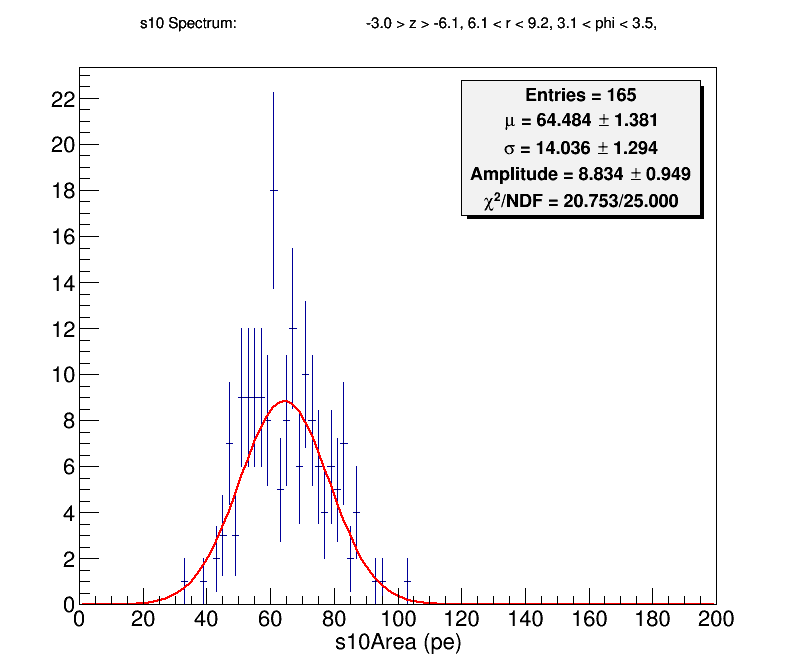 s10 Spectrum: -3.0 > z > -6.1, 6.1 < r < 9.2, 3.1 < phi < 3.5,
Entries = 165
μ = 64.484 ± 1.381
σ = 14.036 ± 1.294
Amplitude = 8.834 ± 0.949
χ²/NDF = 20.753/25.000
22
20
18
16
14
12
10
8
6
4
2
0
0 20 40 60 80 100 120 140 160 180 200
s10Area (pe)